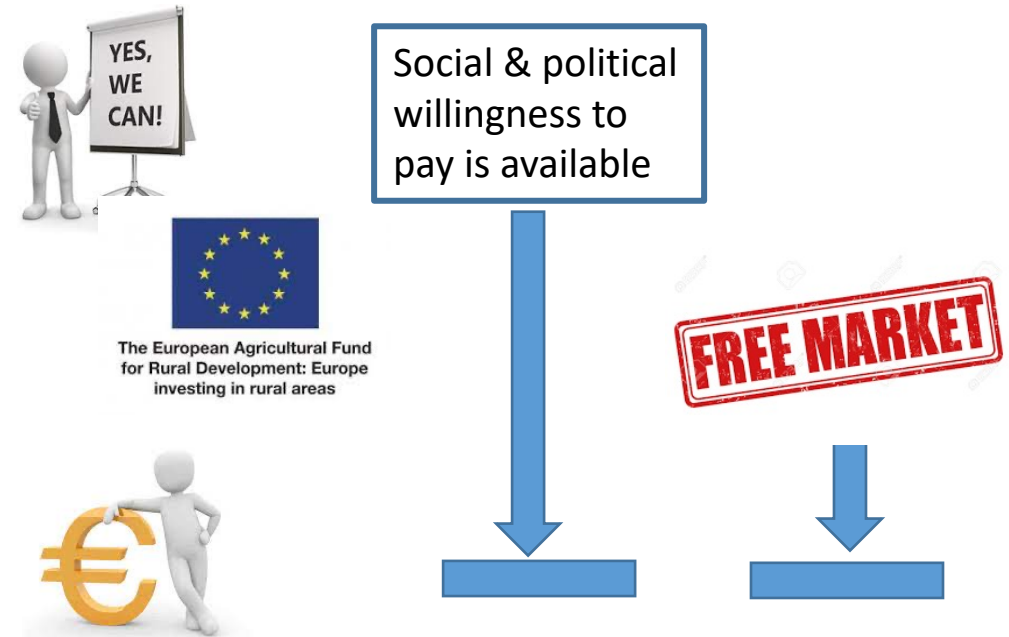 YES,
WE
CAN!
Social & political
willingness to
pay is available
The European Agricultural Fund
for Rural Development: Europe
investing in rural areas
FREE MARKET